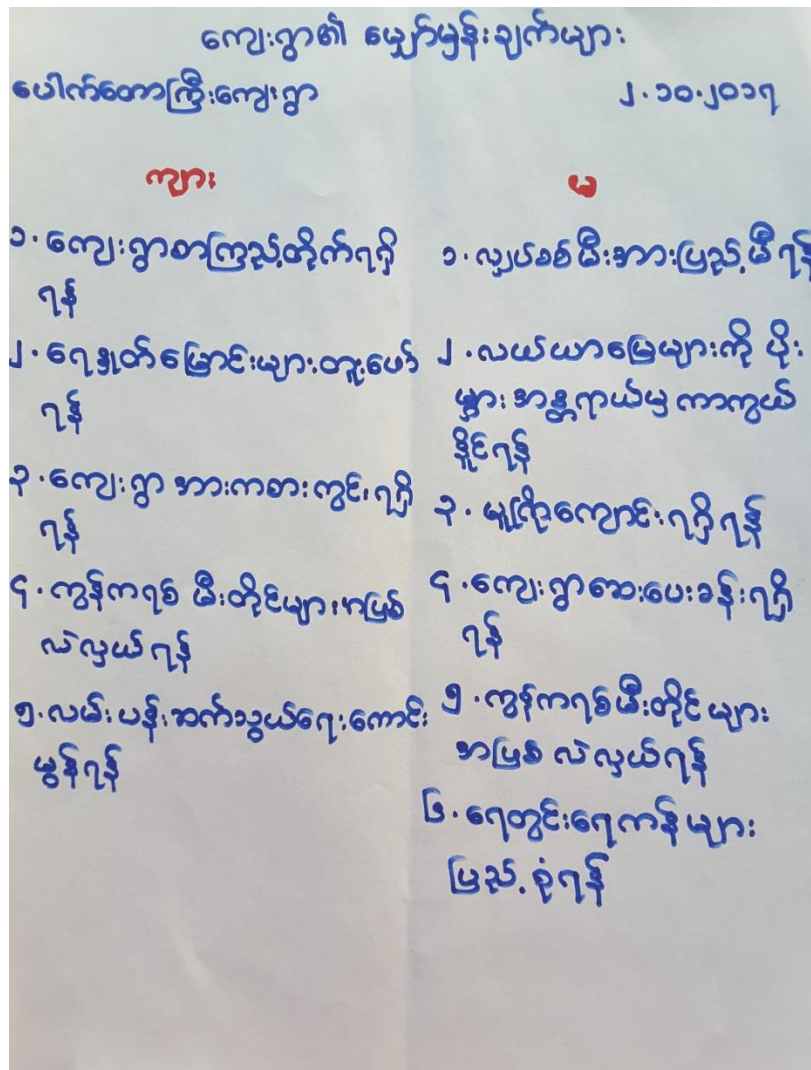 ကျေးရွာ၏ မျှော်မှန်းချက်များ
ပေါက်တောကြီးကျေးရွာ
၂.၁၀.၂၀၁၇
ကျား
၁.ကျေးရွာစာကြည့်တိုက်ရရှိ
ရန်
၂.ရေနုတ်မြောင်းများတူးဖော်
ရန်
၃.ကျေးရွာ အားကစားကွင်းရရှိ
ရန်
၄.ကွန်ကရစ် မီးတိုင်များအဖြစ်
လဲလှယ်ရန်
၅.လမ်းပန်းဆက်သွယ်ရေးကောင်း
မွန်ရန်
မ
၁.လျှပ်စစ်မီးအားပြည့်မီရန်
၂.လယ်ယာမြေများကို ပိုး
မွှား အန္တရာယ်မှ ကာကွယ်
နိုင်ရန်
၃.မူကြိုကျောင်းရရှိရန်
၄.ကျေးရွာဆေးပေးခန်းရရှိ
ရန်
၅.ကွန်ကရစ်မီးတိုင်များ
အဖြစ် လဲလှယ်ရန်
၆.ရေတွင်းရေကန်များ
ပြည့်စုံရန်